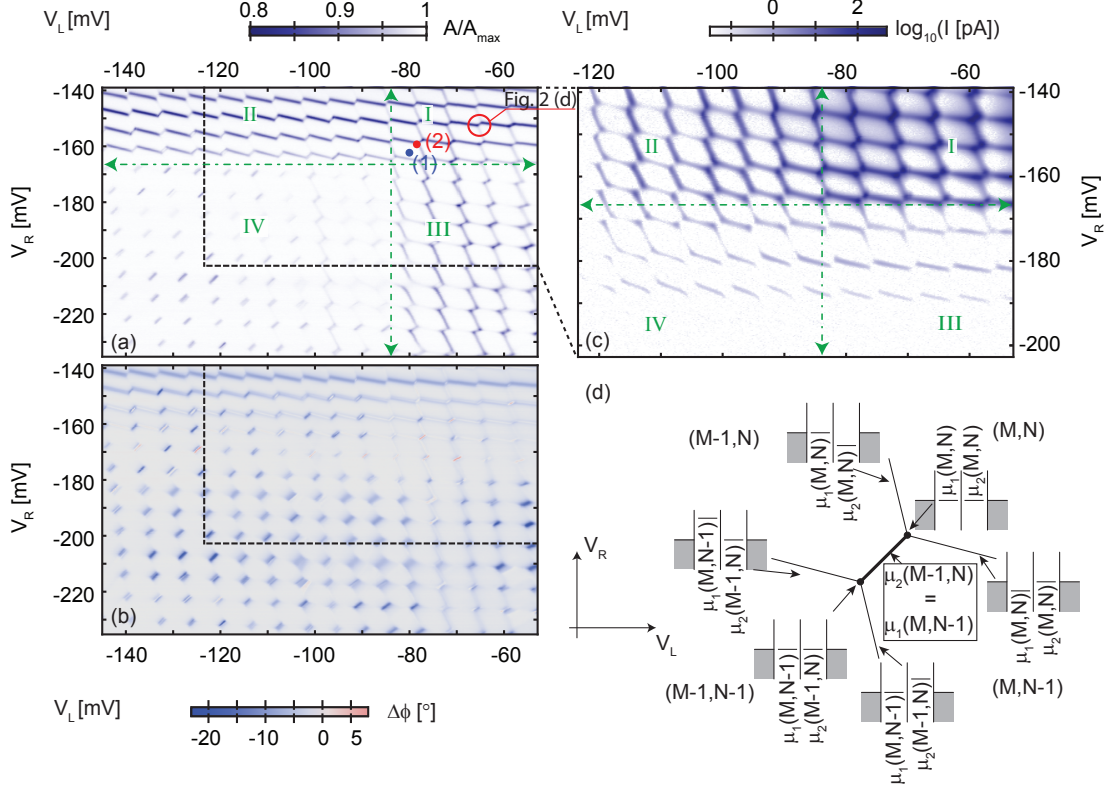 V_L [mV]
0.8 0.9 1 A/A_max
0 2 log_10(I [pA])
-140 -120 -100 -80 -60
-120 -100 -80 -60
Fig. 2 (d)
-140
-160
-180
-200
-220
V_R [mV]
II I
(2)
(1)
IV III
(a)
II I
IV III
(c)
-140
-160
-180
-200
V_R [mV]
-140
-160
-180
-200
-220
V_R [mV]
(b)
-140 -120 -100 -80 -60
V_L [mV]
-20 -10 0 5 Δϕ [°]
(d)
(M-1,N)
μ_1(M,N)
μ_2(M,N)
(M,N)
μ_1(M,N)
μ_2(M,N)
μ_1(M,N-1)
μ_2(M-1,N)
V_R
V_L
μ_2(M-1,N)
=
μ_1(M,N-1)
μ_1(M,N)
μ_2(M,N)
(M-1,N-1)
μ_1(M,N-1)
μ_2(M-1,N)
μ_1(M,N-1)
μ_2(M-1,N)
(M,N-1)